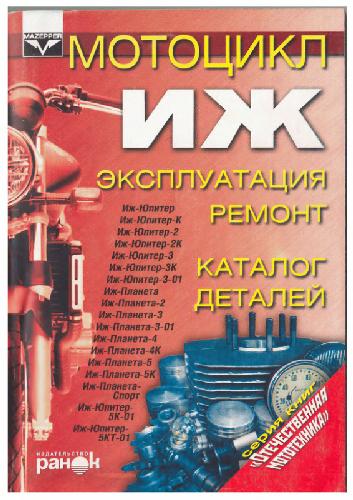 MAZEPPER
МОТОЦИКЛ
ИЖ
ЭКСПЛУАТАЦИЯ
РЕМОНТ
КАТАЛОГ
ДЕТАЛЕЙ
Иж-Юпитер
Иж-Юпитер-К
Иж-Юпитер-2
Иж-Юпитер-2К
Иж-Юпитер-3
Иж-Юпитер-3К
Иж-Юпитер-3-01
Иж-Планета
Иж-Планета-2
Иж-Планета-3
Иж-Планета-3-01
Иж-Планета-4
Иж-Планета-4К
Иж-Планета-5
Иж-Планета-5К
Иж-Планета-
Спорт
Иж-Юпитер-
5К-01
Иж-Юпитер-
5КТ-01
серия книг
"ОТЕЧЕСТВЕННАЯ
МОТОТЕХНИКА"
ИЗДАТЕЛЬСТВО
РАНОК